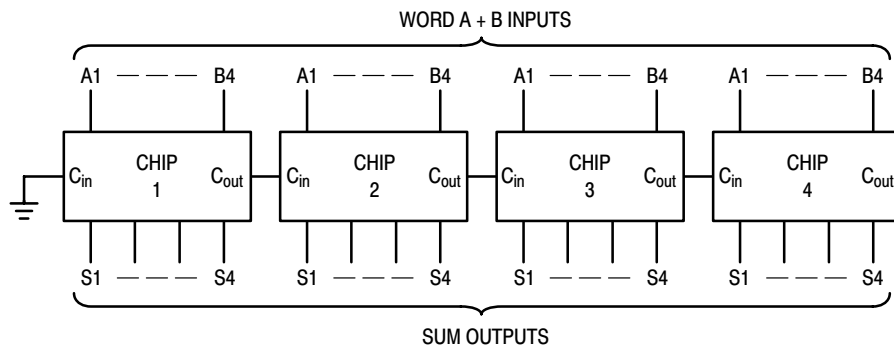 WORD A + B INPUTS
A1 — — — B4 A1 — — — B4 A1 — — — B4 A1 — — — B4
Cin CHIP 1 Cout Cin CHIP 2 Cout Cin CHIP 3 Cout Cin CHIP 4 Cout
S1 — — — S4 S1 — — — S4 S1 — — — S4 S1 — — — S4
SUM OUTPUTS